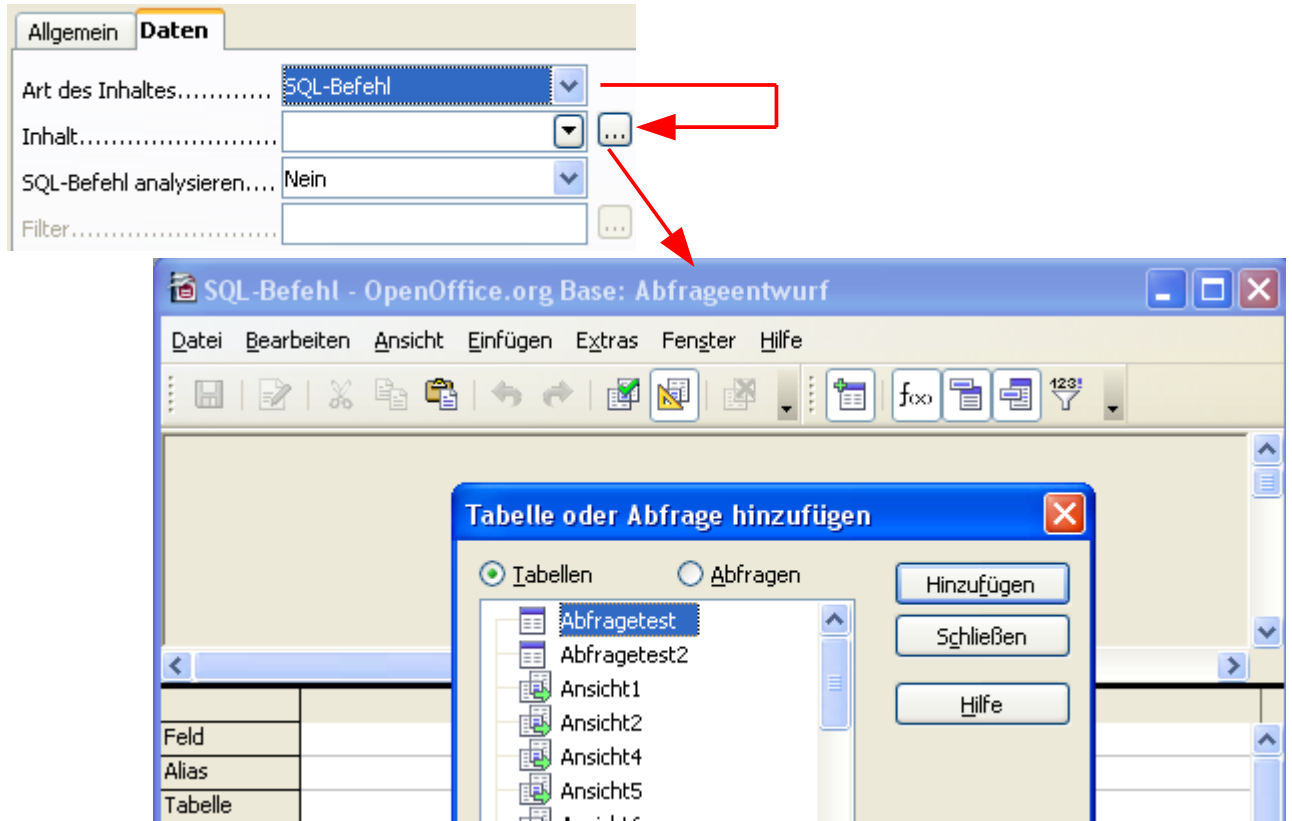 Allgemein Daten
Art des Inhaltes............ SQL-Befehl
Inhalt......................... ...
SQL-Befehl analysieren.... Nein
Filter.......................... ...
SQL-Befehl - OpenOffice.org Base: Abfrageentwurf
Datei Bearbeiten Ansicht Einfügen Extras Fenster Hilfe
f(x) 123!
Tabelle oder Abfrage hinzufügen
Tabellen Abfragen Hinzufügen
Abfragetest
Abfragetest2 Schließen
Ansicht1
Ansicht2 Hilfe
Feld
Ansicht4
Alias
Ansicht5
Tabelle